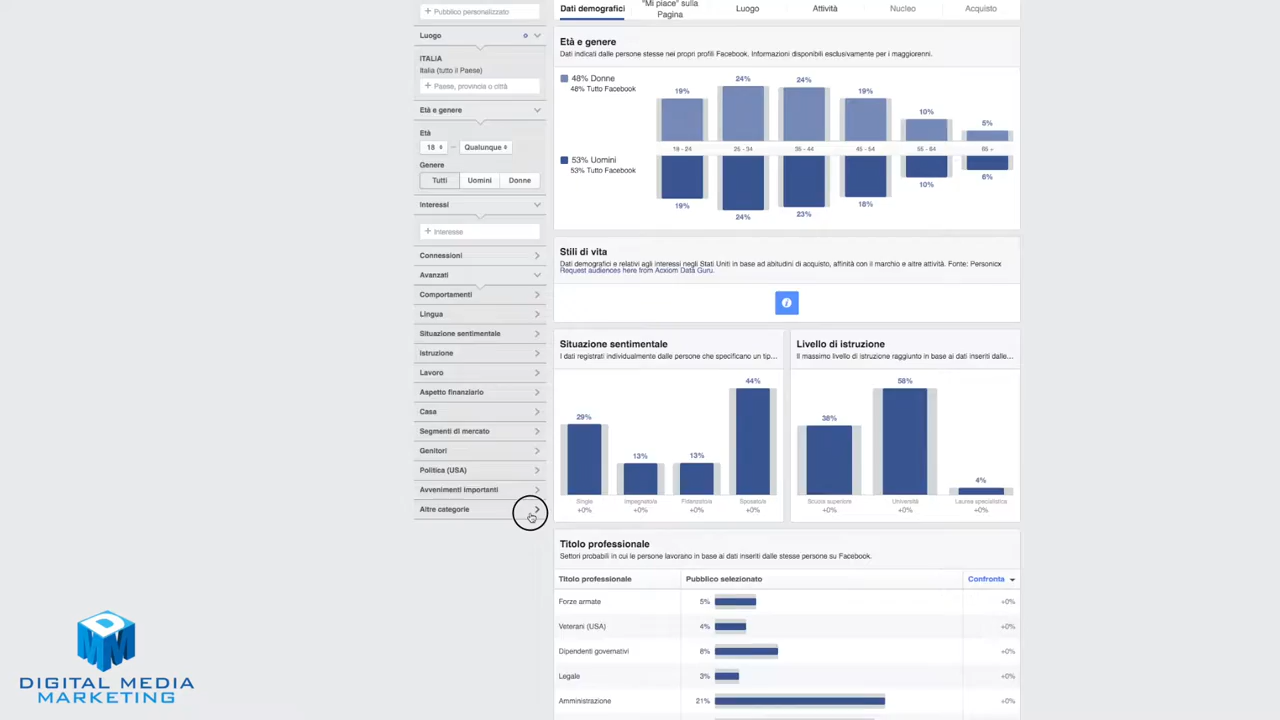 Pubblico personalizzato
Luogo
ITALIA
Italia (tutto il Paese)
Paese, provincia o città
Età e genere
Età
18 – Qualunque
Genere
Tutti Uomini Donne
Interessi
Interesse
Connessioni
Avanzati
Comportamenti
Lingua
Situazione sentimentale
Istruzione
Lavoro
Aspetto finanziario
Casa
Segmenti di mercato
Genitori
Politica (USA)
Avvenimenti importanti
Altre categorie
Dati demografici
"Mi piace" sulla
Pagina
Luogo
Attività
Nucleo
Acquisto
Età e genere
Dati indicati dalle persone stesse nei propri profili Facebook. Informazioni disponibili esclusivamente per i maggiorenni.
48% Donne
48% Tutto Facebook
19% 24% 24% 19% 10% 5%
18 - 24 25 - 34 35 - 44 45 - 54 55 - 64 65 +
53% Uomini
53% Tutto Facebook
19% 24% 23% 18% 10% 6%
Stili di vita
Dati demografici e relativi agli interessi negli Stati Uniti in base ad abitudini di acquisto, affinità con il marchio e altre attività. Fonte: Personicx
Request audiences here from Acxiom Data Guru.
Situazione sentimentale
I dati registrati individualmente dalle persone che specificano un tip...
29% 13% 13% 44%
Single Impegnato/a Fidanzato/a Sposato/a
+0% +0% +0% +0%
Livello di istruzione
Il massimo livello di istruzione raggiunto in base ai dati inseriti dalle...
38% 58% 4%
Scuola superiore Università Laurea specialistica
+0% +0% +0%
Titolo professionale
Settori probabili in cui le persone lavorano in base ai dati inseriti dalle stesse persone su Facebook.
Titolo professionale Pubblico selezionato Confronta
Forze armate 5% +0%
Veterani (USA) 4% +0%
Dipendenti governativi 8% +0%
Legale 3% +0%
Amministrazione 21% +0%
DMM
DIGITAL MEDIA
MARKETING